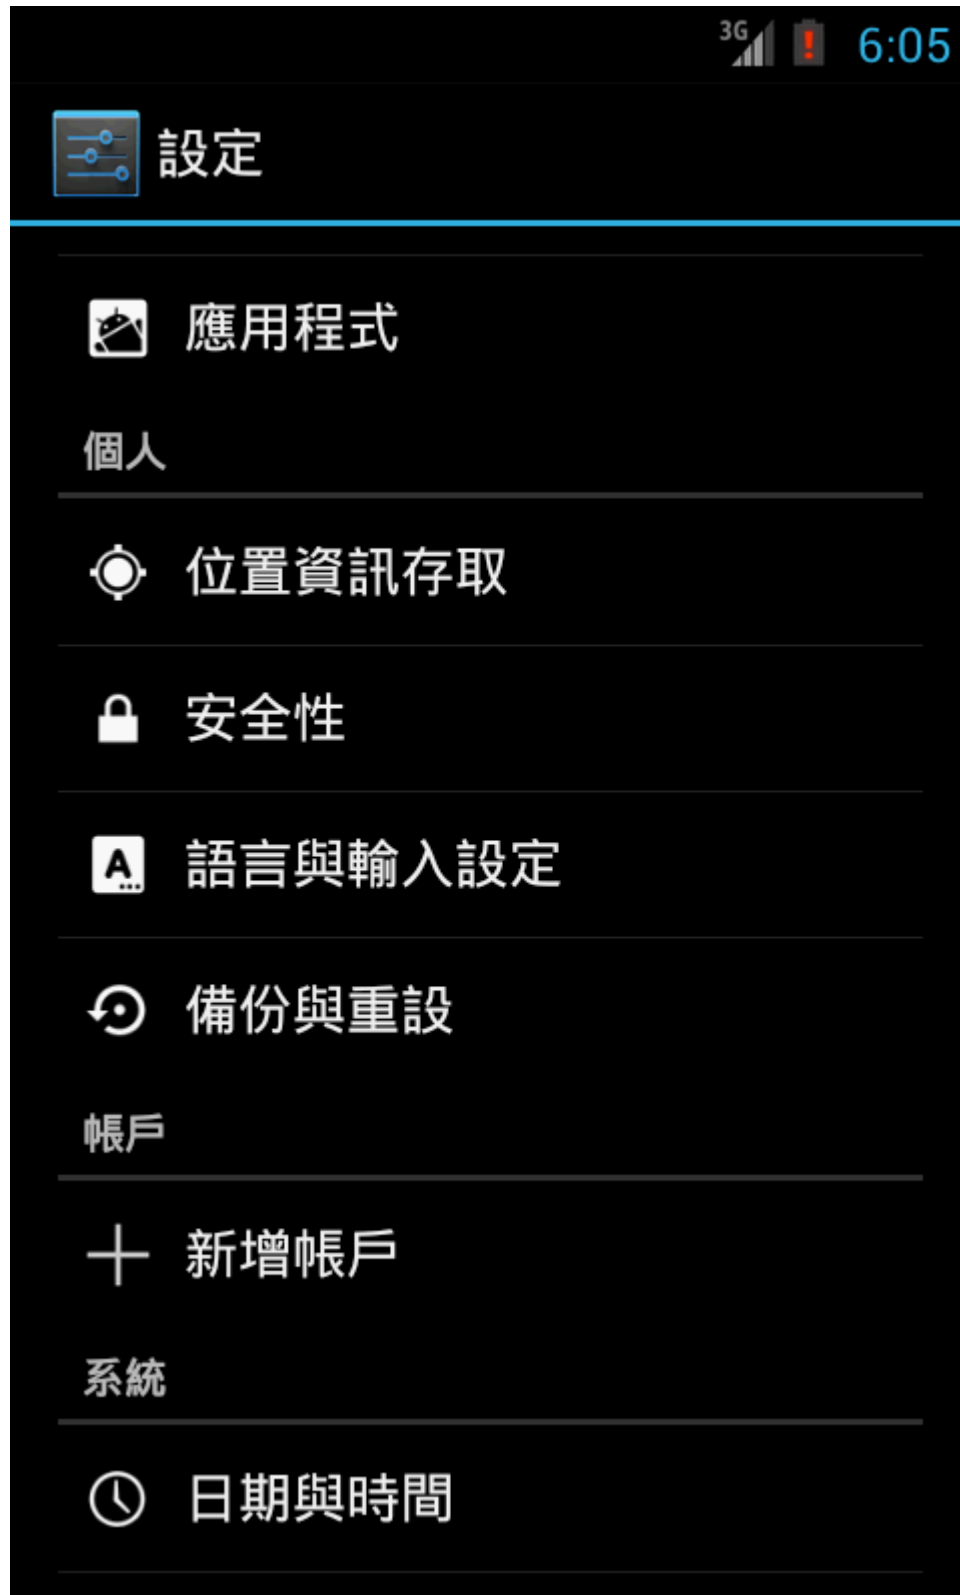 3G
6:05
設定
應用程式
個人
位置資訊存取
安全性
語言與輸入設定
備份與重設
帳戶
新增帳戶
系統
日期與時間